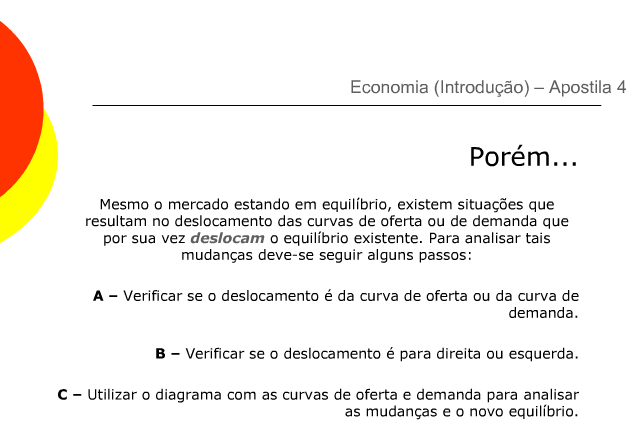 Economia (Introdução) – Apostila 4
Porém...
Mesmo o mercado estando em equilíbrio, existem situações que
resultam no deslocamento das curvas de oferta ou de demanda que
por sua vez deslocam o equilíbrio existente. Para analisar tais
mudanças deve-se seguir alguns passos:
A – Verificar se o deslocamento é da curva de oferta ou da curva de
demanda.
B – Verificar se o deslocamento é para direita ou esquerda.
C – Utilizar o diagrama com as curvas de oferta e demanda para analisar
as mudanças e o novo equilíbrio.